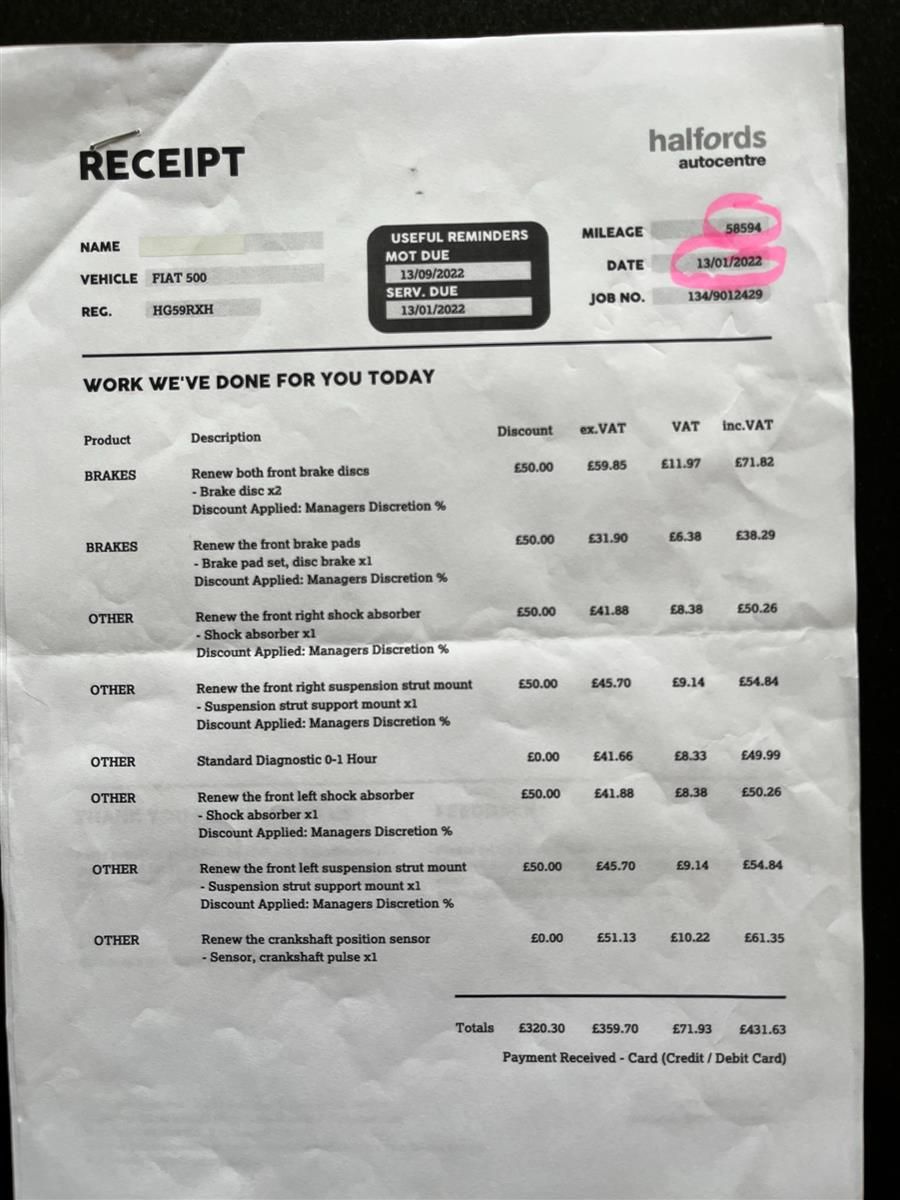 RECEIPT
halfords
autocentre
NAME
VEHICLE FIAT 500
REG. HG59RXH
USEFUL REMINDERS
MOT DUE
13/09/2022
SERV. DUE
13/01/2022
MILEAGE 58594
DATE 13/01/2022
JOB NO. 134/9012429
WORK WE'VE DONE FOR YOU TODAY
Product Description Discount ex.VAT VAT inc.VAT
BRAKES Renew both front brake discs £50.00 £59.85 £11.97 £71.82
- Brake disc x2
Discount Applied: Managers Discretion %
BRAKES Renew the front brake pads £50.00 £31.90 £6.38 £38.29
- Brake pad set, disc brake x1
Discount Applied: Managers Discretion %
OTHER Renew the front right shock absorber £50.00 £41.88 £8.38 £50.26
- Shock absorber x1
Discount Applied: Managers Discretion %
OTHER Renew the front right suspension strut mount £50.00 £45.70 £9.14 £54.84
- Suspension strut support mount x1
Discount Applied: Managers Discretion %
OTHER Standard Diagnostic 0-1 Hour £0.00 £41.66 £8.33 £49.99
OTHER Renew the front left shock absorber £50.00 £41.88 £8.38 £50.26
- Shock absorber x1
Discount Applied: Managers Discretion %
OTHER Renew the front left suspension strut mount £50.00 £45.70 £9.14 £54.84
- Suspension strut support mount x1
Discount Applied: Managers Discretion %
OTHER Renew the crankshaft position sensor £0.00 £51.13 £10.22 £61.35
- Sensor, crankshaft pulse x1
Totals £320.30 £359.70 £71.93 £431.63
Payment Received - Card (Credit / Debit Card)